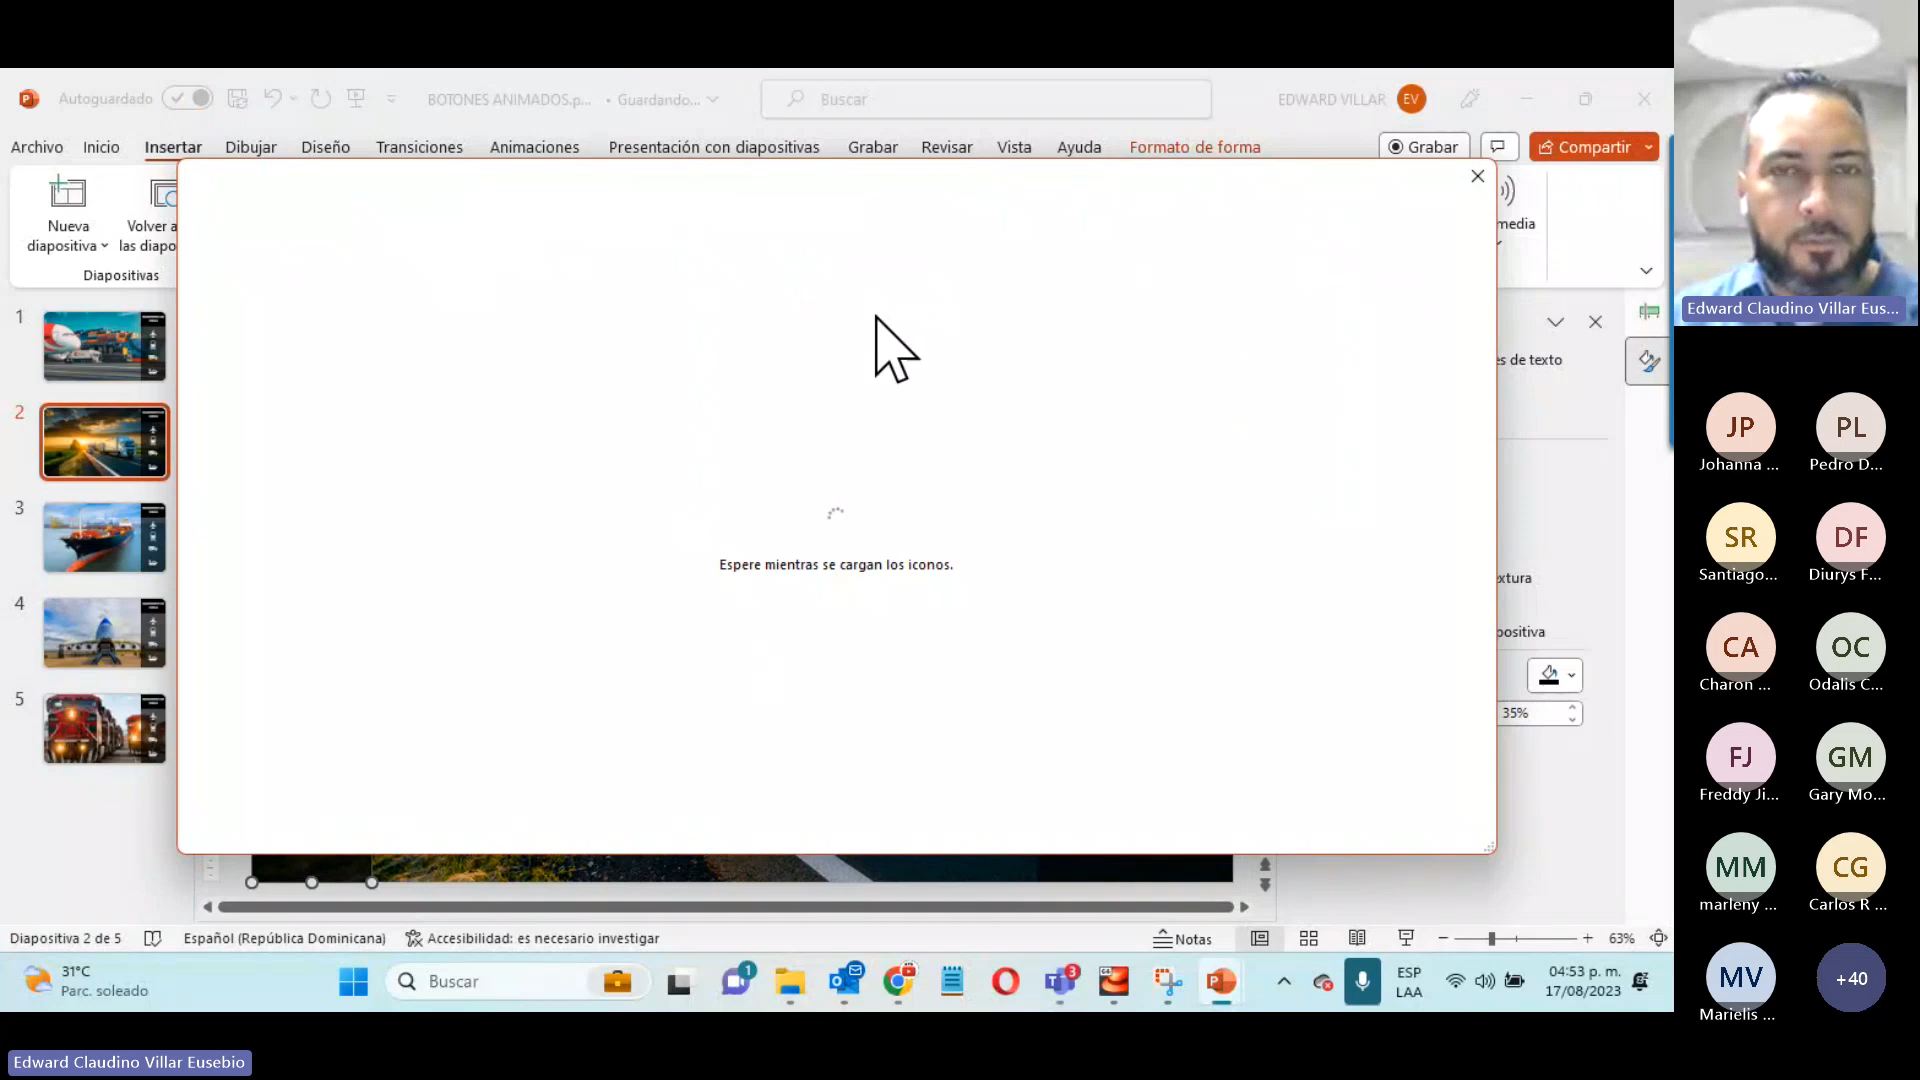 Autoguardado
BOTONES ANIMADOS.p... • Guardando...
Buscar
EDWARD VILLAR
EV
Archivo
Inicio
Insertar
Dibujar
Diseño
Transiciones
Animaciones
Presentación con diapositivas
Grabar
Revisar
Vista
Ayuda
Formato de forma
Grabar
Compartir
Nueva
diapositiva
Volver a
las diapo
Diapositivas
media
es de texto
xtura
positiva
35%
1
2
3
4
5
Espere mientras se cargan los iconos.
Diapositiva 2 de 5
Español (República Dominicana)
Accesibilidad: es necesario investigar
Notas
63%
31°C
Parc. soleado
Buscar
1
3
ESP
LAA
04:53 p. m.
17/08/2023
Edward Claudino Villar Eus...
JP
Johanna ...
PL
Pedro D...
SR
Santiago...
DF
Diurys F...
CA
Charon ...
OC
Odalis C...
FJ
Freddy Ji...
GM
Gary Mo...
MM
marleny ...
CG
Carlos R ...
MV
Marielis ...
+40
Edward Claudino Villar Eusebio